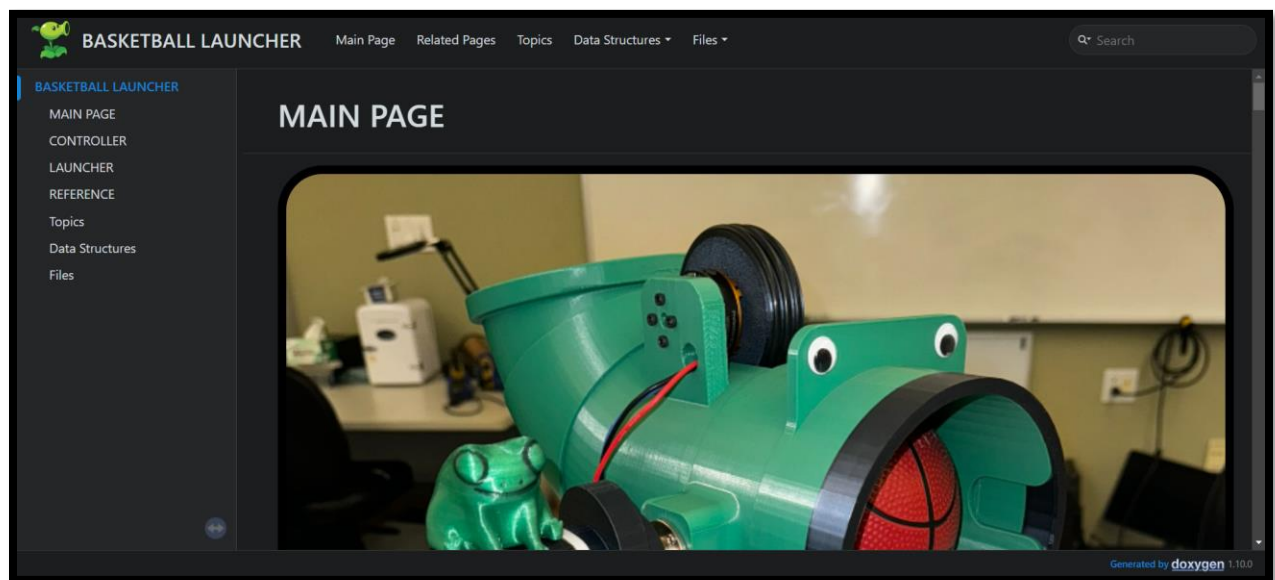 BASKETBALL LAUNCHER Main Page Related Pages Topics Data Structures Files Search
BASKETBALL LAUNCHER
MAIN PAGE
CONTROLLER
LAUNCHER
REFERENCE
Topics
Data Structures
Files
MAIN PAGE
Generated by doxygen 1.10.0